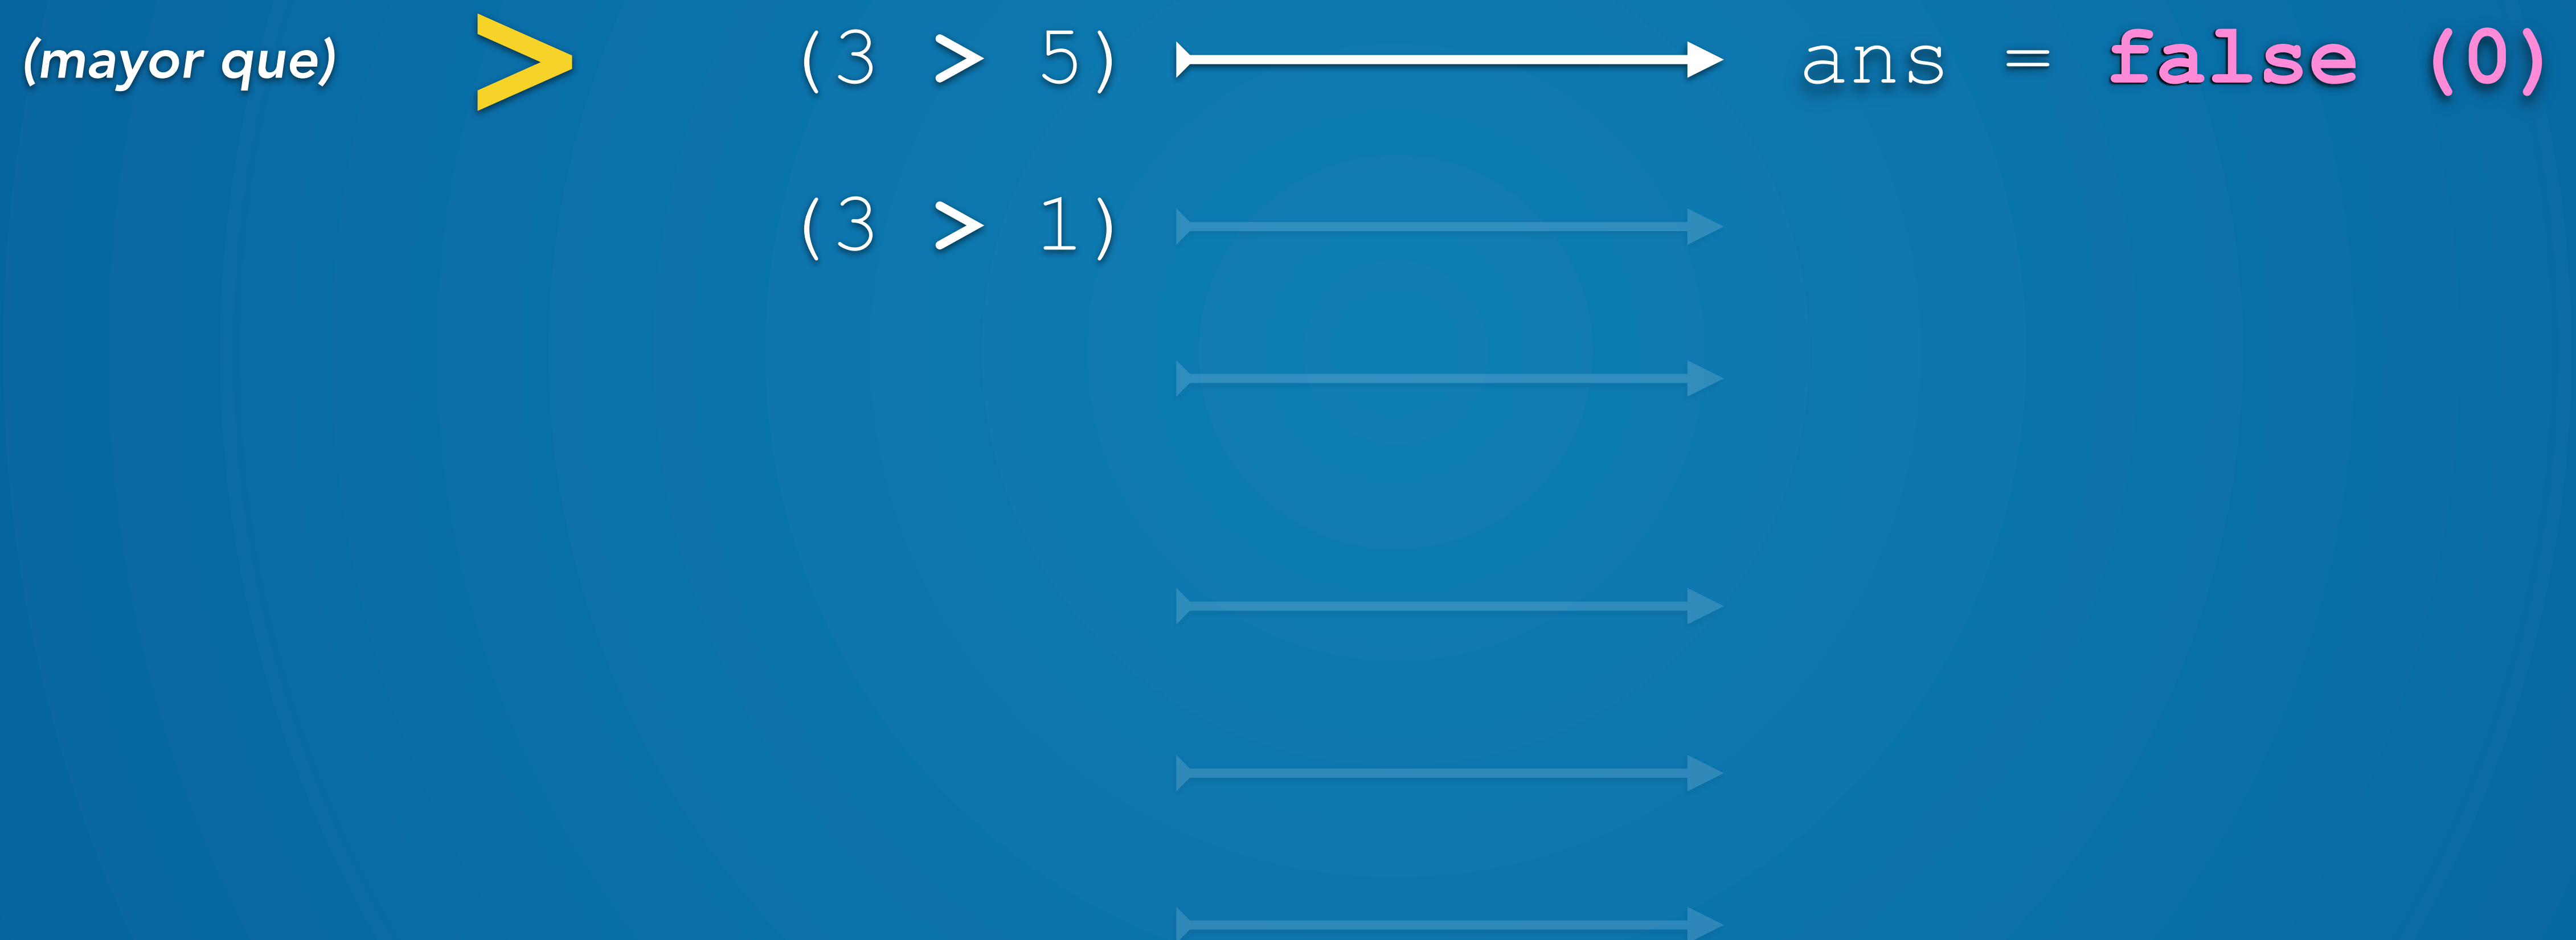 (mayor que) > (3 > 5) ans = false (0)
(3 > 1)